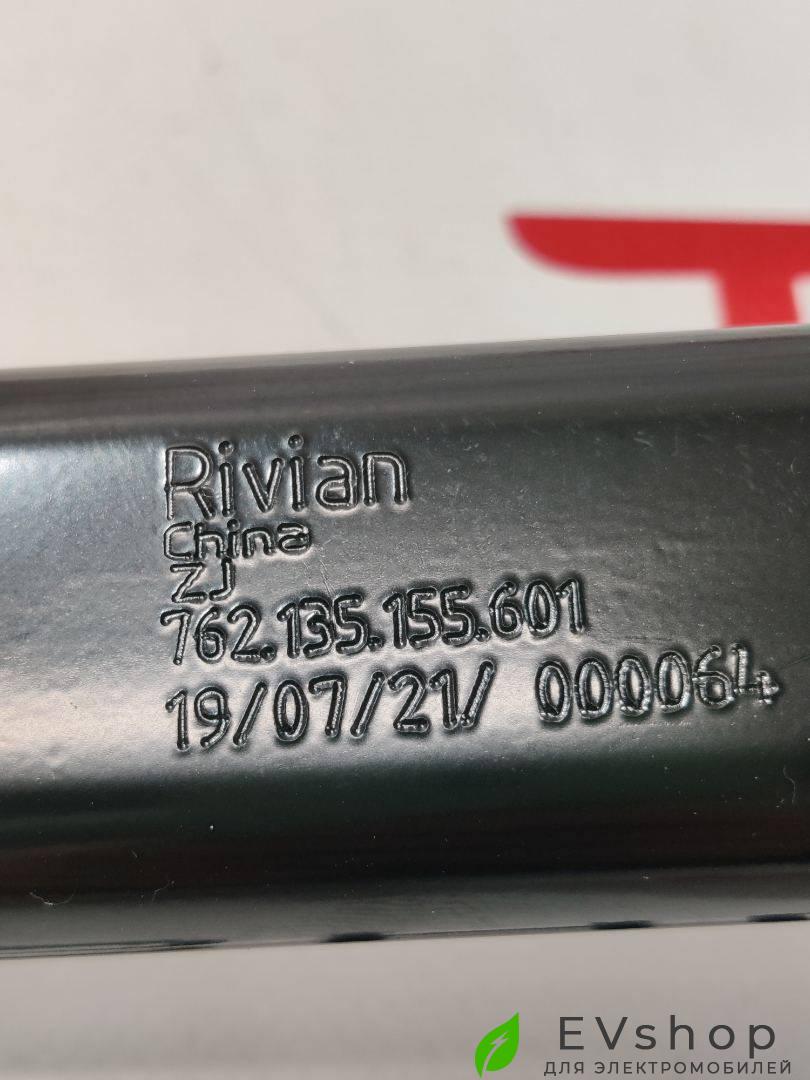 Rivian
China
ZJ
762.135.155.601
19/07/21/ 000064
EVshop
ДЛЯ ЭЛЕКТРОМОБИЛЕЙ